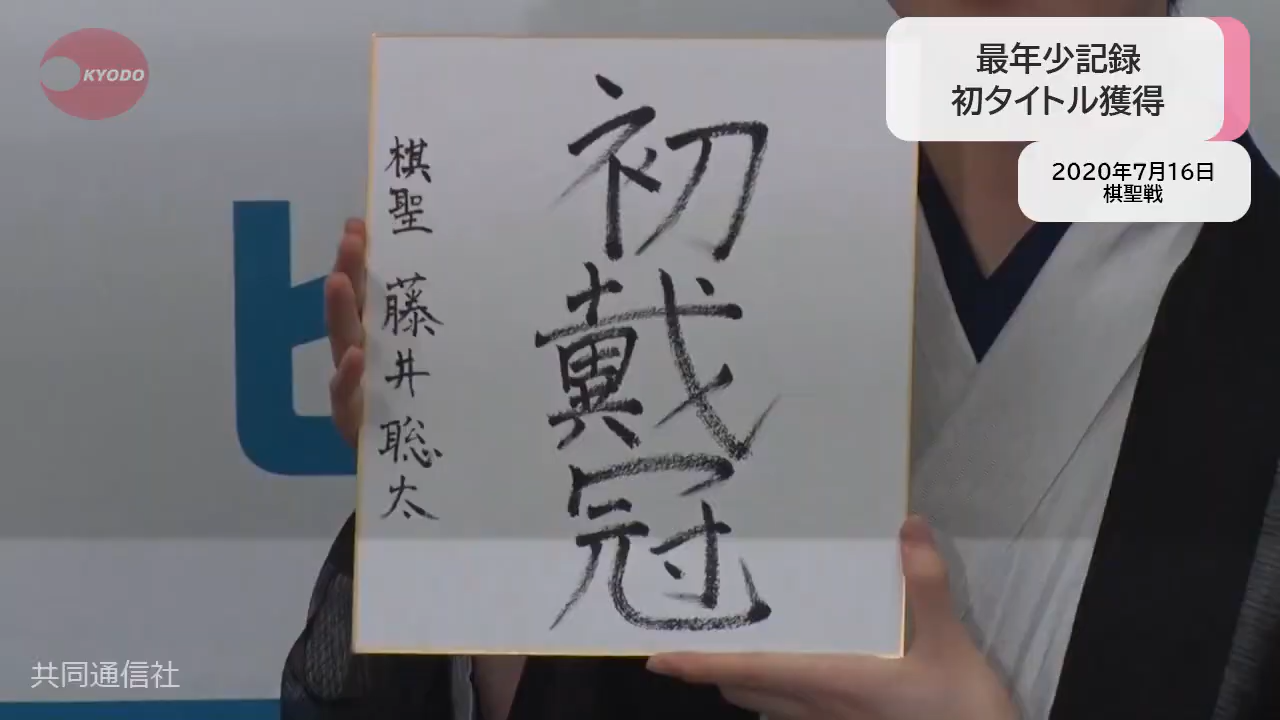 KYODO
最年少記録
初タイトル獲得
2020年7月16日
棋聖戦
初戴冠
棋聖 藤井聡太
共同通信社